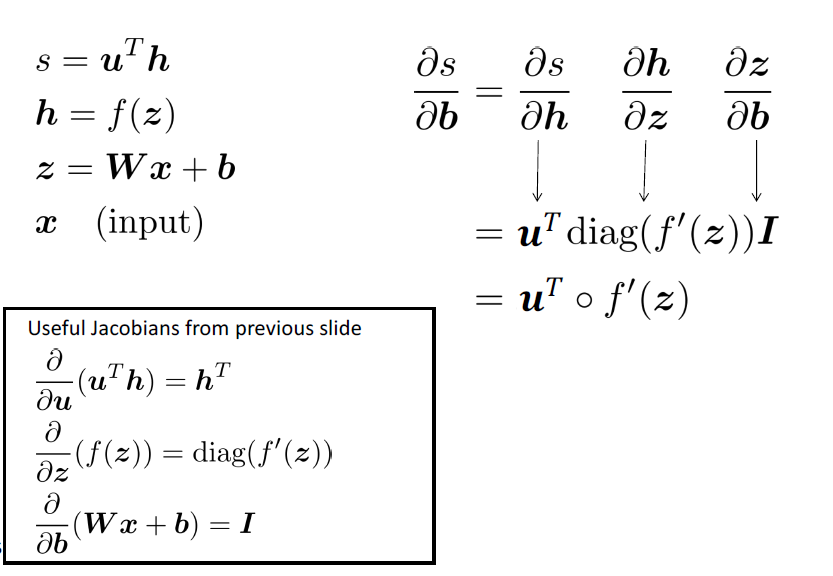 s = u^T h
h = f(z)
z = Wx + b
x (input)
∂s/∂b = ∂s/∂h ∂h/∂z ∂z/∂b
= u^T diag(f′(z))I
= u^T ∘ f′(z)
Useful Jacobians from previous slide
∂/∂u (u^T h) = h^T
∂/∂z (f(z)) = diag(f′(z))
∂/∂b (Wx + b) = I